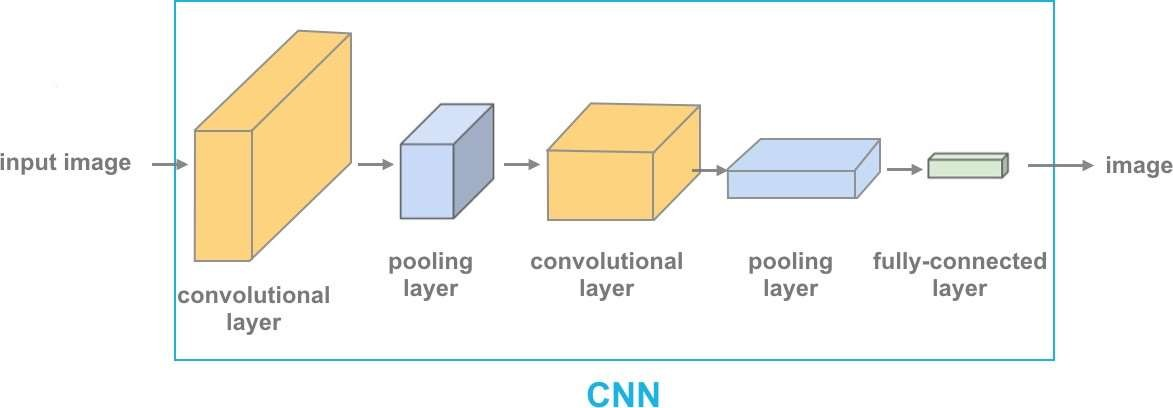 input image
convolutional
layer
pooling
layer
convolutional
layer
pooling
layer
fully-connected
layer
image
CNN